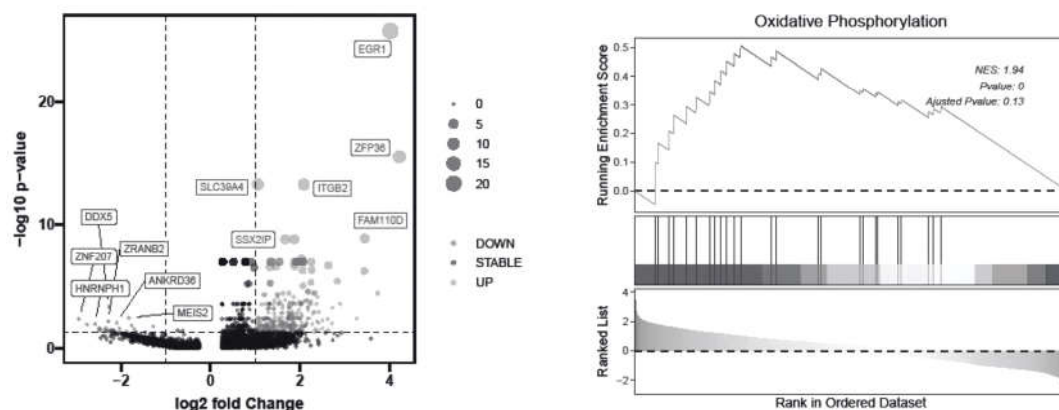 EGR1
20
ZFP36
SLC39A4
ITGB2
10
DDX5
FAM110D
SSX2IP
ZNF207
ZRANB2
HNRNPH1
ANKRD36
MEIS2
0
−2
0
2
4
−log10 p-value
log2 fold Change
0
5
10
15
20
DOWN
STABLE
UP
Oxidative Phosphorylation
0.5
0.4
0.3
0.2
0.1
0.0
Running Enrichment Score
NES: 1.94
Pvalue: 0
Ajusted Pvalue: 0.13
4
2
0
−2
Ranked List
Rank in Ordered Dataset